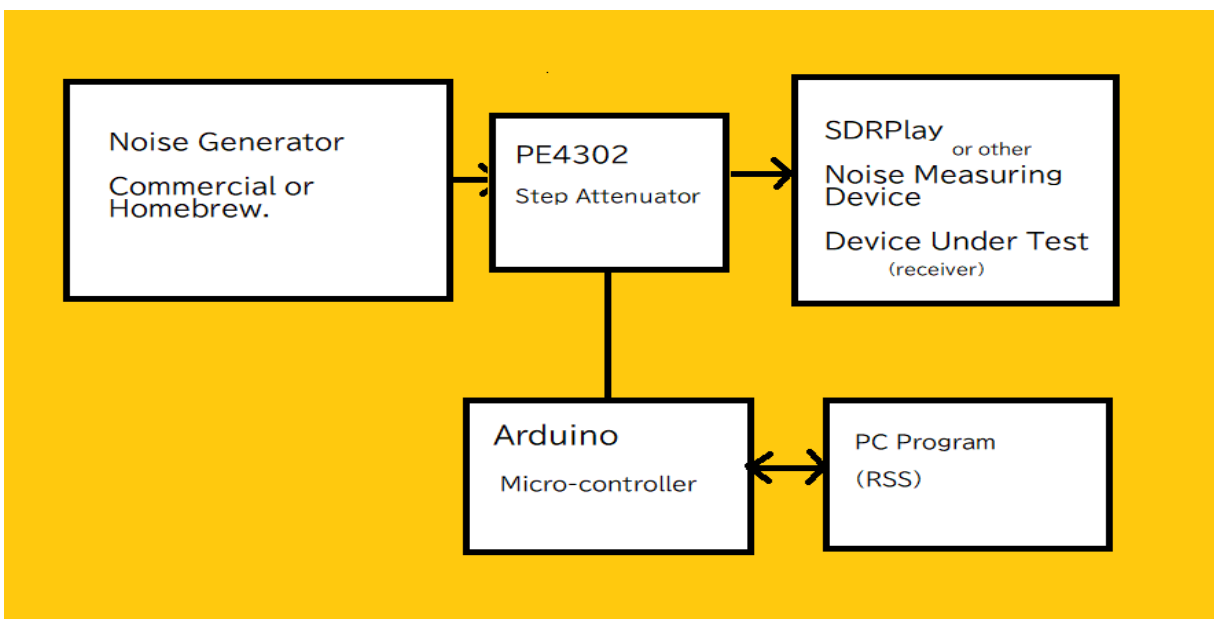 Noise Generator
Commercial or
Homebrew.
PE4302
Step Attenuator
SDRPlay
or other
Noise Measuring
Device
Device Under Test
(receiver)
Arduino
Micro-controller
PC Program
(RSS)